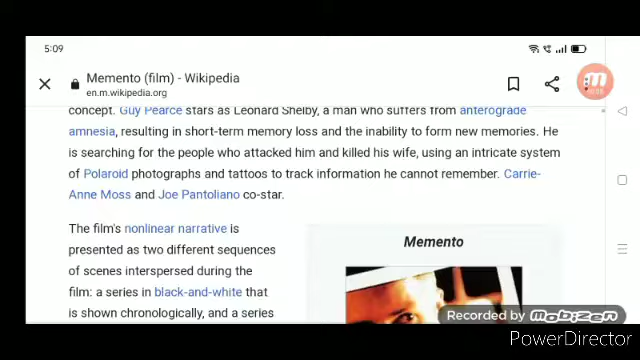 5:09
Memento (film) - Wikipedia
en.m.wikipedia.org
concept. Guy Pearce stars as Leonard Shelby, a man who suffers from anterograde
amnesia, resulting in short-term memory loss and the inability to form new memories. He
is searching for the people who attacked him and killed his wife, using an intricate system
of Polaroid photographs and tattoos to track information he cannot remember. Carrie-
Anne Moss and Joe Pantoliano co-star.
The film's nonlinear narrative is
presented as two different sequences
of scenes interspersed during the
film: a series in black-and-white that
is shown chronologically, and a series
Memento
Recorded by Mobizen
PowerDirector